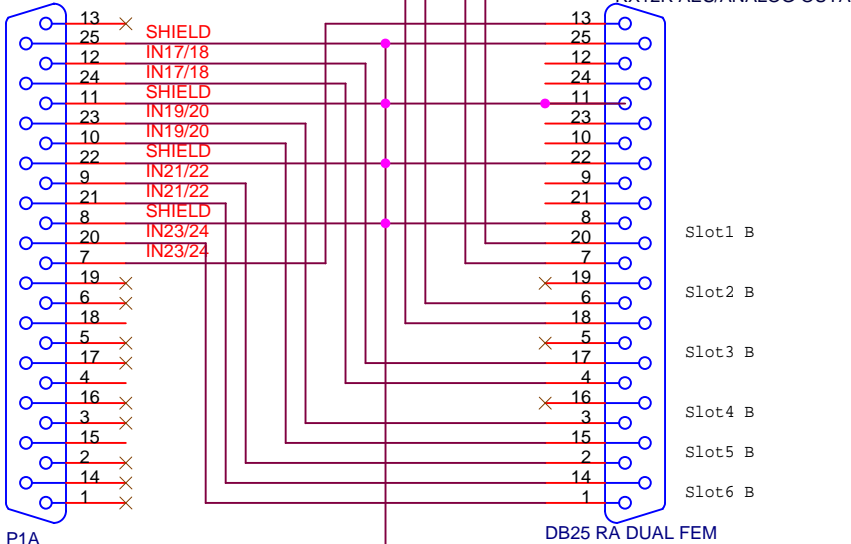 13 13
25 SHIELD 25
12 IN17/18 12
24 IN17/18 24
11 SHIELD 11
23 IN19/20 23
10 IN19/20 10
22 SHIELD 22
9 IN21/22 9
21 IN21/22 21
8 SHIELD 8 Slot1 B
20 IN23/24 20
7 IN23/24 7
19 19
6 6 Slot2 B
18 18
5 5 Slot3 B
17 17
4 4
16 16 Slot4 B
3 3
15 15 Slot5 B
2 2
14 14 Slot6 B
1 1
P1A DB25 RA DUAL FEM